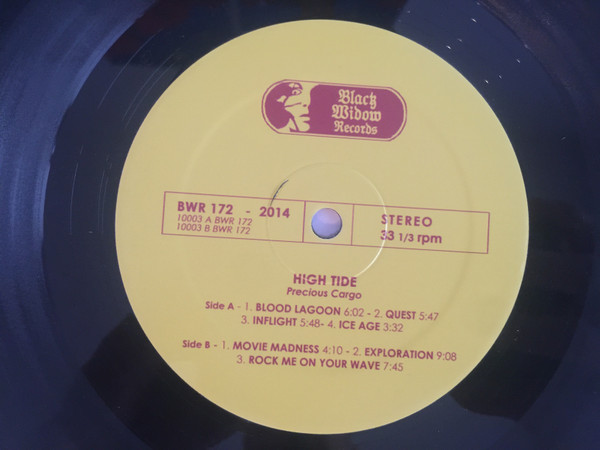 Black
Widow
Records
BWR 172 - 2014
10003 A BWR 172
10003 B BWR 172
STEREO
33 1/3 rpm
HIGH TIDE
Precious Cargo
Side A - 1. BLOOD LAGOON 6:02 - 2. QUEST 5:47
3. INFLIGHT 5:48- 4. ICE AGE 3:32
Side B - 1. MOVIE MADNESS 4:10 - 2. EXPLORATION 9:08
3. ROCK ME ON YOUR WAVE 7:45